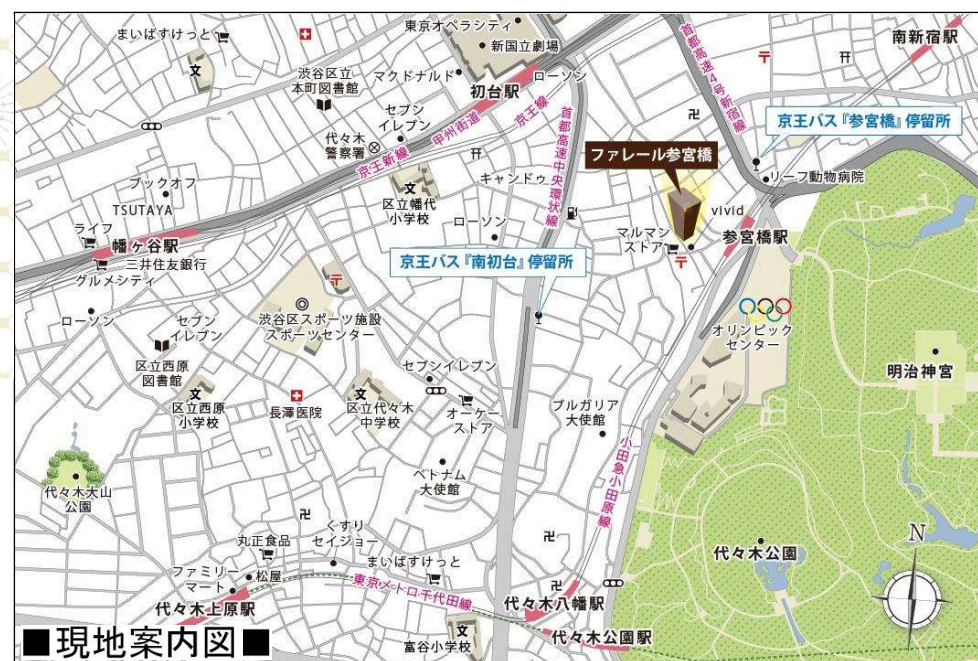 東京オペラシティ
まいばすけっと
新国立劇場
南新宿駅
首都高速4号新宿線
文
渋谷区立
本町図書館
マクドナルド
ローソン
初台駅
セブン
イレブン
甲州街道
京王線
京王新線
首都高速中央環状線
代々木
警察署
京王バス『参宮橋』停留所
ファレール参宮橋
リーフ動物病院
キャンドゥ
文
区立幡代
小学校
ブックオフ
TSUTAYA
ライフ
幡ヶ谷駅
三井住友銀行
グルメシティ
ローソン
vivid
マルマン
ストア
参宮橋駅
京王バス『南初台』停留所
ローソン
セブン
イレブン
渋谷区スポーツ施設
スポーツセンター
オリンピック
センター
区立西原
図書館
セブンイレブン
明治神宮
文
区立西原
小学校
長澤医院
文
区立代々木
中学校
オーケー
ストア
ブルガリア
大使館
小田急小田原線
ベトナム
大使館
代々木大山
公園
くすり
セイジョー
丸正食品
まいばすけっと
代々木公園
N
ファミリー
マート
松屋
東京メトロ千代田線
代々木上原駅
代々木八幡駅
代々木公園駅
文
富谷小学校
■現地案内図■